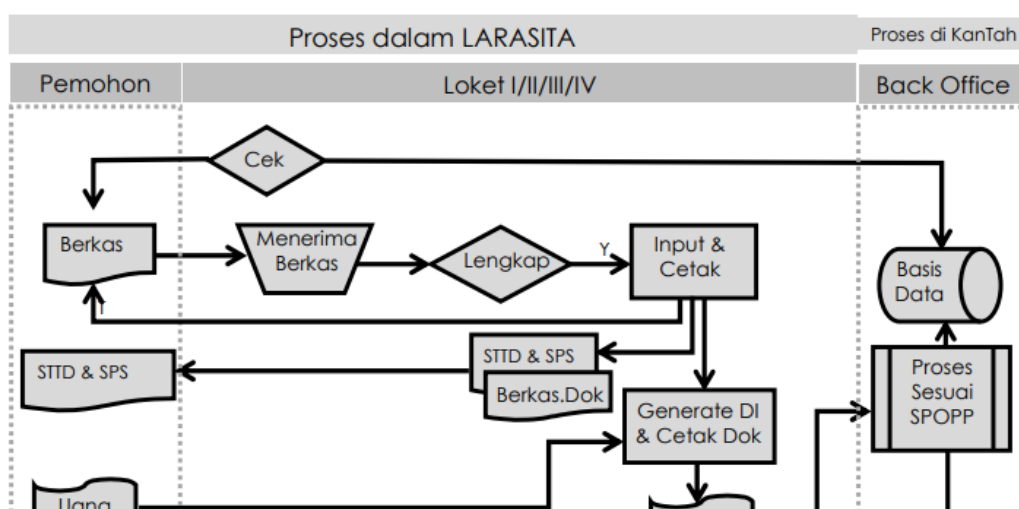 Proses dalam LARASITA
Proses di KanTah
Pemohon
Loket I/II/III/IV
Back Office
Cek
Berkas
Menerima
Berkas
Lengkap
Y
Input &
Cetak
Basis
Data
T
STTD & SPS
STTD & SPS
Berkas.Dok
Generate DI
& Cetak Dok
Proses
Sesuai
SPOPP
Uang